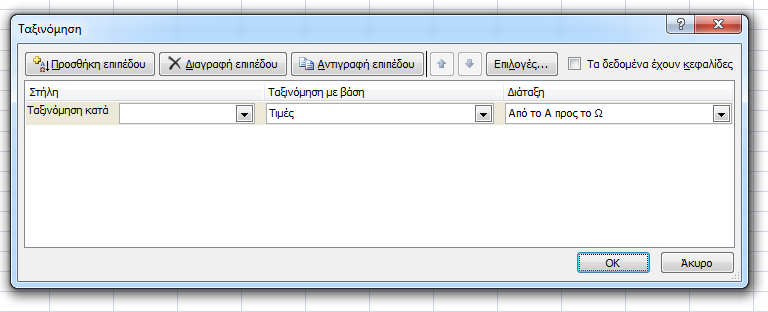 Ταξινόμηση
Προσθήκη επιπέδου Διαγραφή επιπέδου Αντιγραφή επιπέδου Επιλογές... Τα δεδομένα έχουν κεφαλίδες
Στήλη Ταξινόμηση με βάση Διάταξη
Ταξινόμηση κατά Τιμές Από το Α προς το Ω
OK Άκυρο